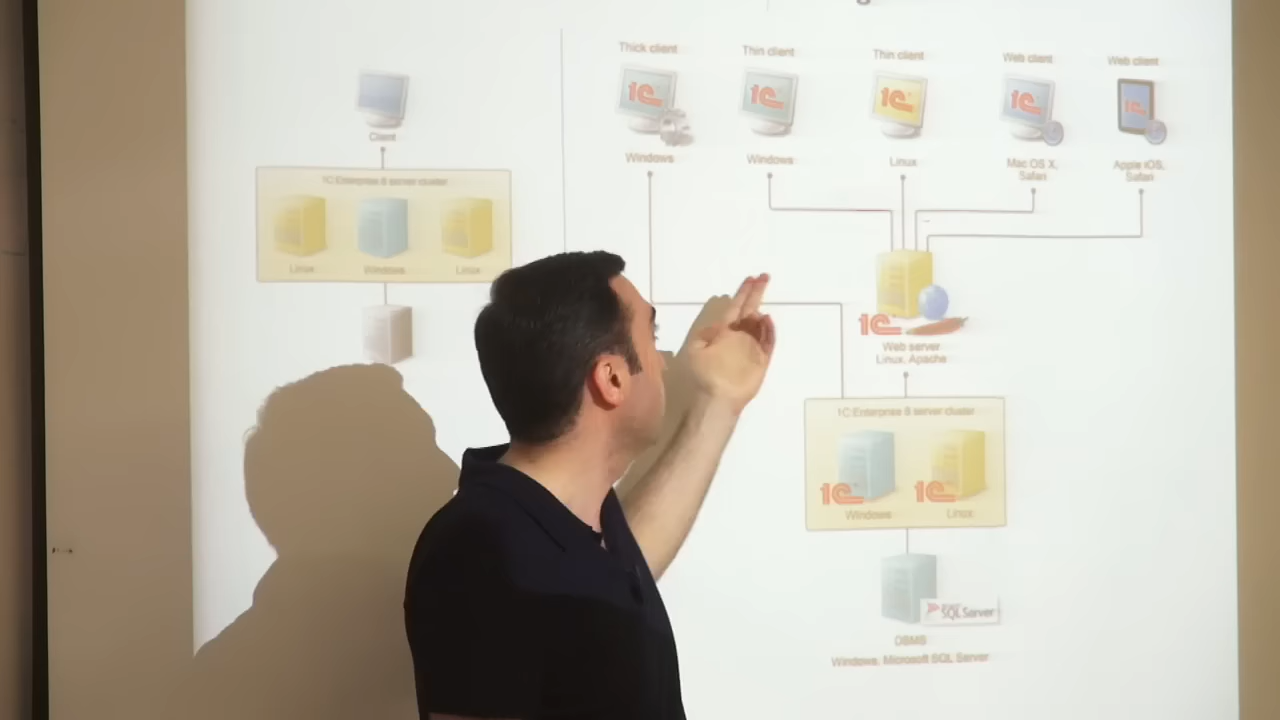 Client
1C:Enterprise 8 server cluster
Linux
Windows
Linux
Thick client
Thin client
Thin client
Web client
Web client
1C
1C
1C
1C
1C
Windows
Windows
Linux
Mac OS X,
Safari
Apple iOS,
Safari
1C
Web server
Linux, Apache
1C:Enterprise 8 server cluster
1C
1C
Windows
Linux
SQL Server
DBMS
Windows, Microsoft SQL Server